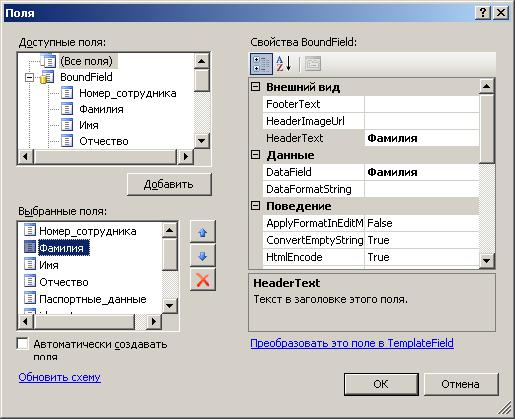 Поля
Доступные поля:
(Все поля)
BoundField
Номер_сотрудника
Фамилия
Имя
Отчество
Добавить
Выбранные поля:
Номер_сотрудника
Фамилия
Имя
Отчество
Паспортные_данные
Автоматически создавать
поля
Обновить схему
Свойства BoundField:
Внешний вид
FooterText
HeaderImageUrl
HeaderText Фамилия
Данные
DataField Фамилия
DataFormatString
Поведение
ApplyFormatInEditM False
ConvertEmptyString True
HtmlEncode True
HeaderText
Текст в заголовке этого поля.
Преобразовать это поле в TemplateField
OK
Отмена